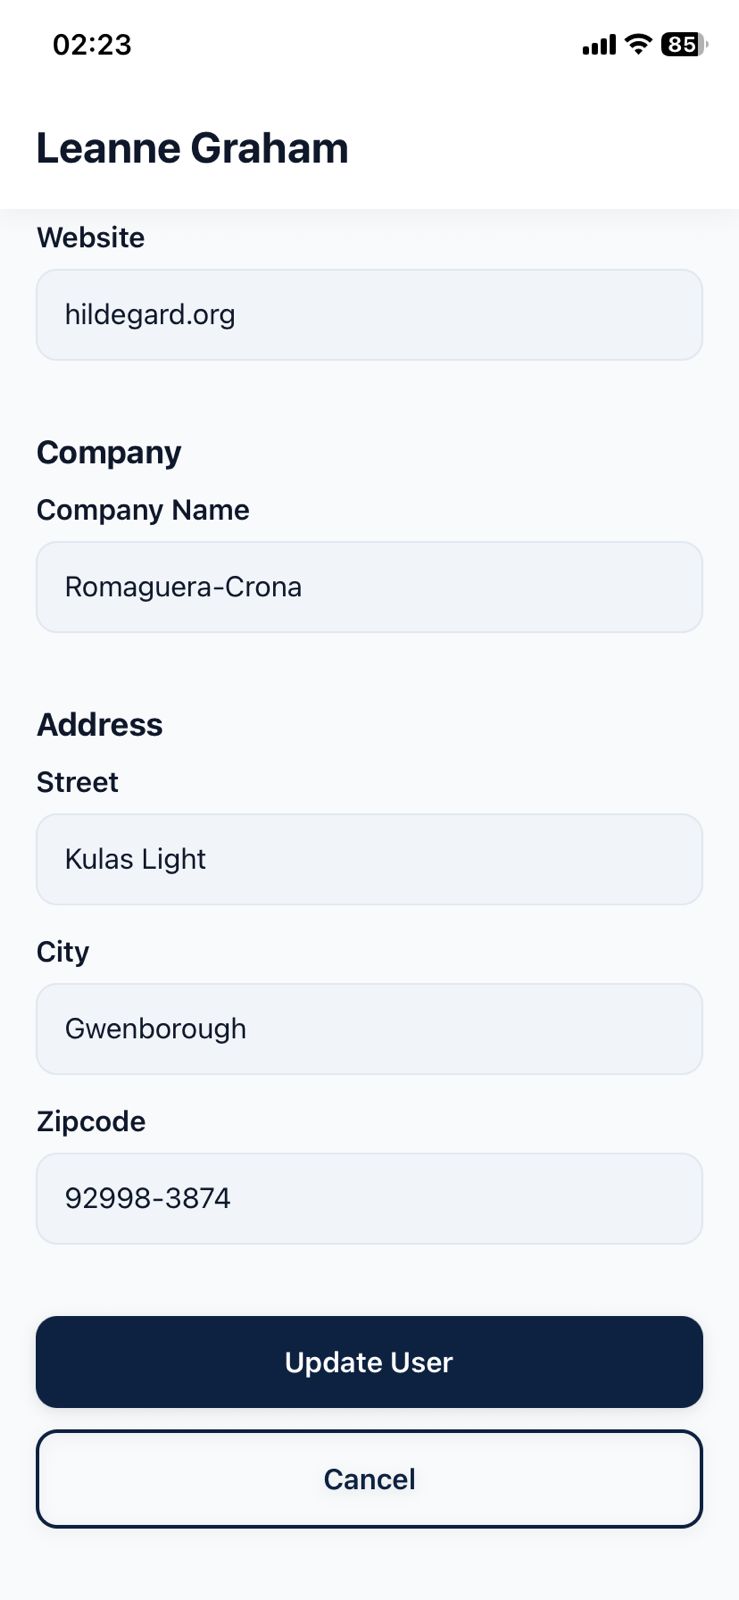 02:23
85
Leanne Graham
Website
hildegard.org
Company
Company Name
Romaguera-Crona
Address
Street
Kulas Light
City
Gwenborough
Zipcode
92998-3874
Update User
Cancel